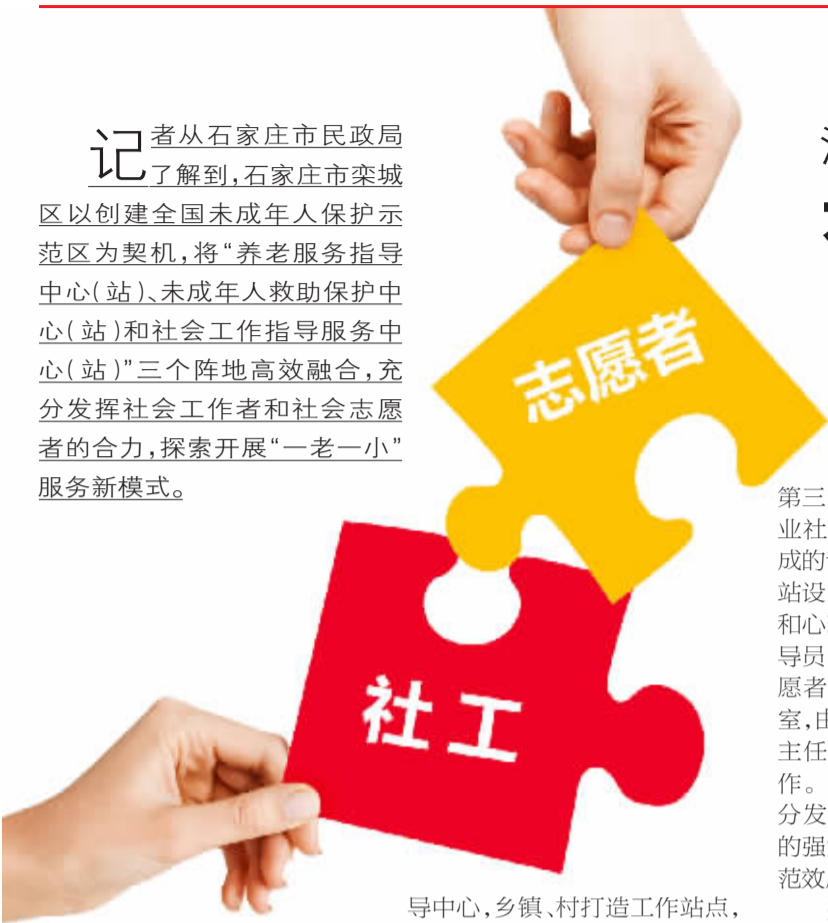 记者从石家庄市民政局
了解到，石家庄市栾城
区以创建全国未成年人保护示
范区为契机，将“养老服务指导
中心（站）、未成年人救助保护中
心（站）和社会工作指导服务中
心（站）”三个阵地高效融合，充
分发挥社会工作者和社会志愿
者的合力，探索开展“一老一小”
服务新模式。
志愿者
社工
导中心，乡镇、村打造工作站点，
第三
业社
成的
站设
和心
导员
愿者
室，由
主任
作。
分发
的强
范效